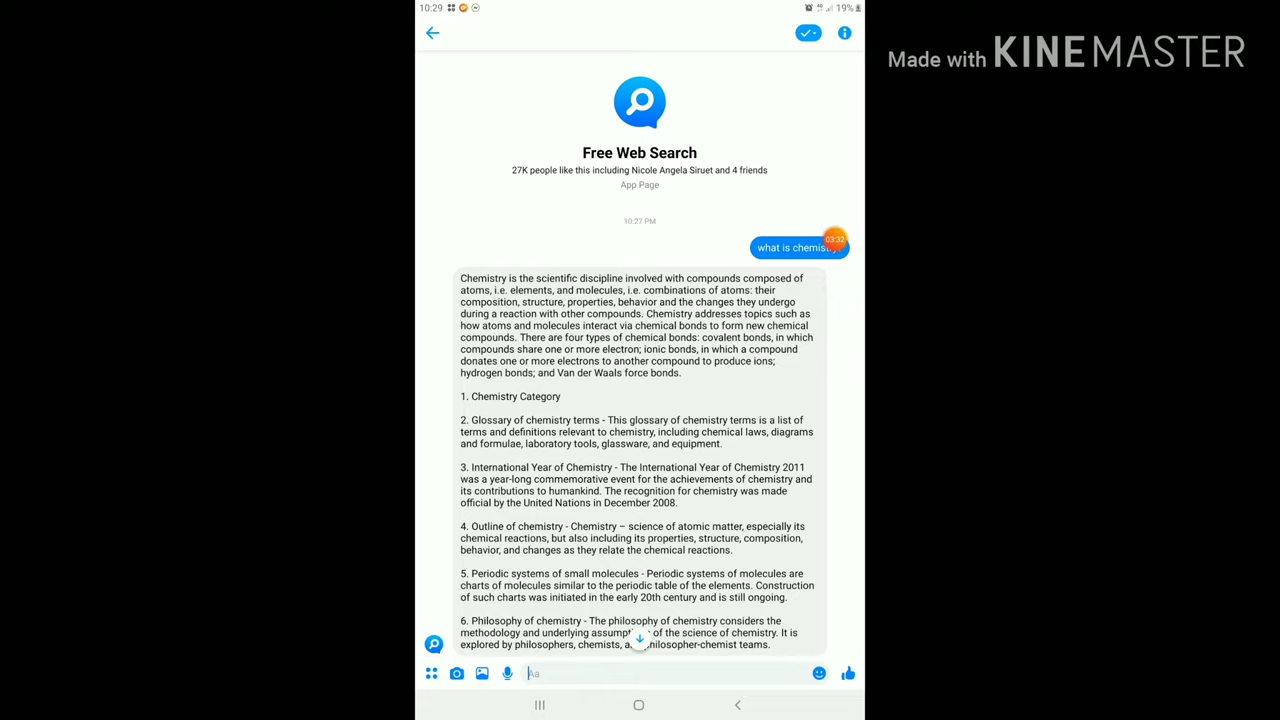 10:29
19%
Made with KINEMASTER
Free Web Search
27K people like this including Nicole Angela Siruet and 4 friends
App Page
10:27 PM
what is
03:32
Chemistry is the scientific discipline involved with compounds composed of
atoms, i.e. elements, and molecules, i.e. combinations of atoms: their
composition, structure, properties, behavior and the changes they undergo
during a reaction with other compounds. Chemistry addresses topics such as
how atoms and molecules interact via chemical bonds to form new chemical
compounds. There are four types of chemical bonds: covalent bonds, in which
compounds share one or more electron; ionic bonds, in which a compound
donates one or more electrons to another compound to produce ions;
hydrogen bonds; and Van der Waals force bonds.
1. Chemistry Category
2. Glossary of chemistry terms - This glossary of chemistry terms is a list of
terms and definitions relevant to chemistry, including chemical laws, diagrams
and formulae, laboratory tools, glassware, and equipment.
3. International Year of Chemistry - The International Year of Chemistry 2011
was a year-long commemorative event for the achievements of chemistry and
its contributions to humankind. The recognition for chemistry was made
official by the United Nations in December 2008.
4. Outline of chemistry - Chemistry – science of atomic matter, especially its
chemical reactions, but also including its properties, structure, composition,
behavior, and changes as they relate the chemical reactions.
5. Periodic systems of small molecules - Periodic systems of molecules are
charts of molecules similar to the periodic table of the elements. Construction
of such charts was initiated in the early 20th century and is still ongoing.
6. Philosophy of chemistry - The philosophy of chemistry considers the
methodology and underlying of the science of chemistry. It is
explored by philosophers, chemists, philosopher-chemist teams.
Aa